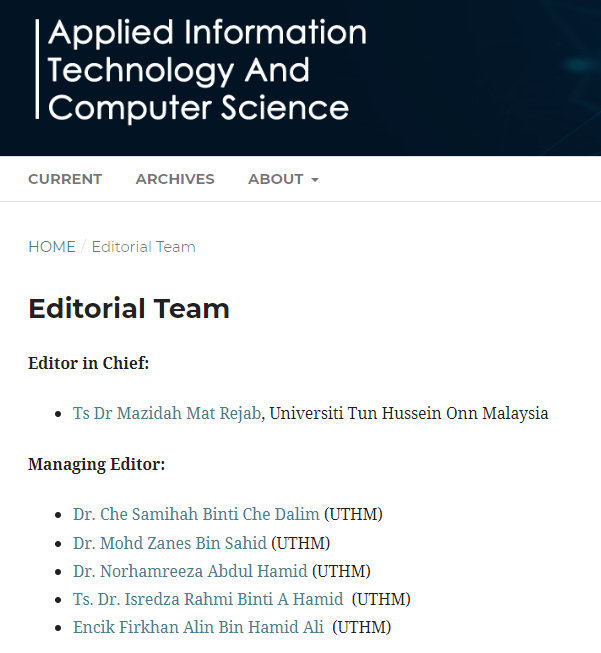 Applied Information
Technology And
Computer Science
CURRENT ARCHIVES ABOUT
HOME / Editorial Team
Editorial Team
Editor in Chief:
Ts Dr Mazidah Mat Rejab, Universiti Tun Hussein Onn Malaysia
Managing Editor:
Dr. Che Samihah Binti Che Dalim (UTHM)
Dr. Mohd Zanes Bin Sahid (UTHM)
Dr. Norhamreeza Abdul Hamid (UTHM)
Ts. Dr. Isredza Rahmi Binti A Hamid (UTHM)
Encik Firkhan Alin Bin Hamid Ali (UTHM)